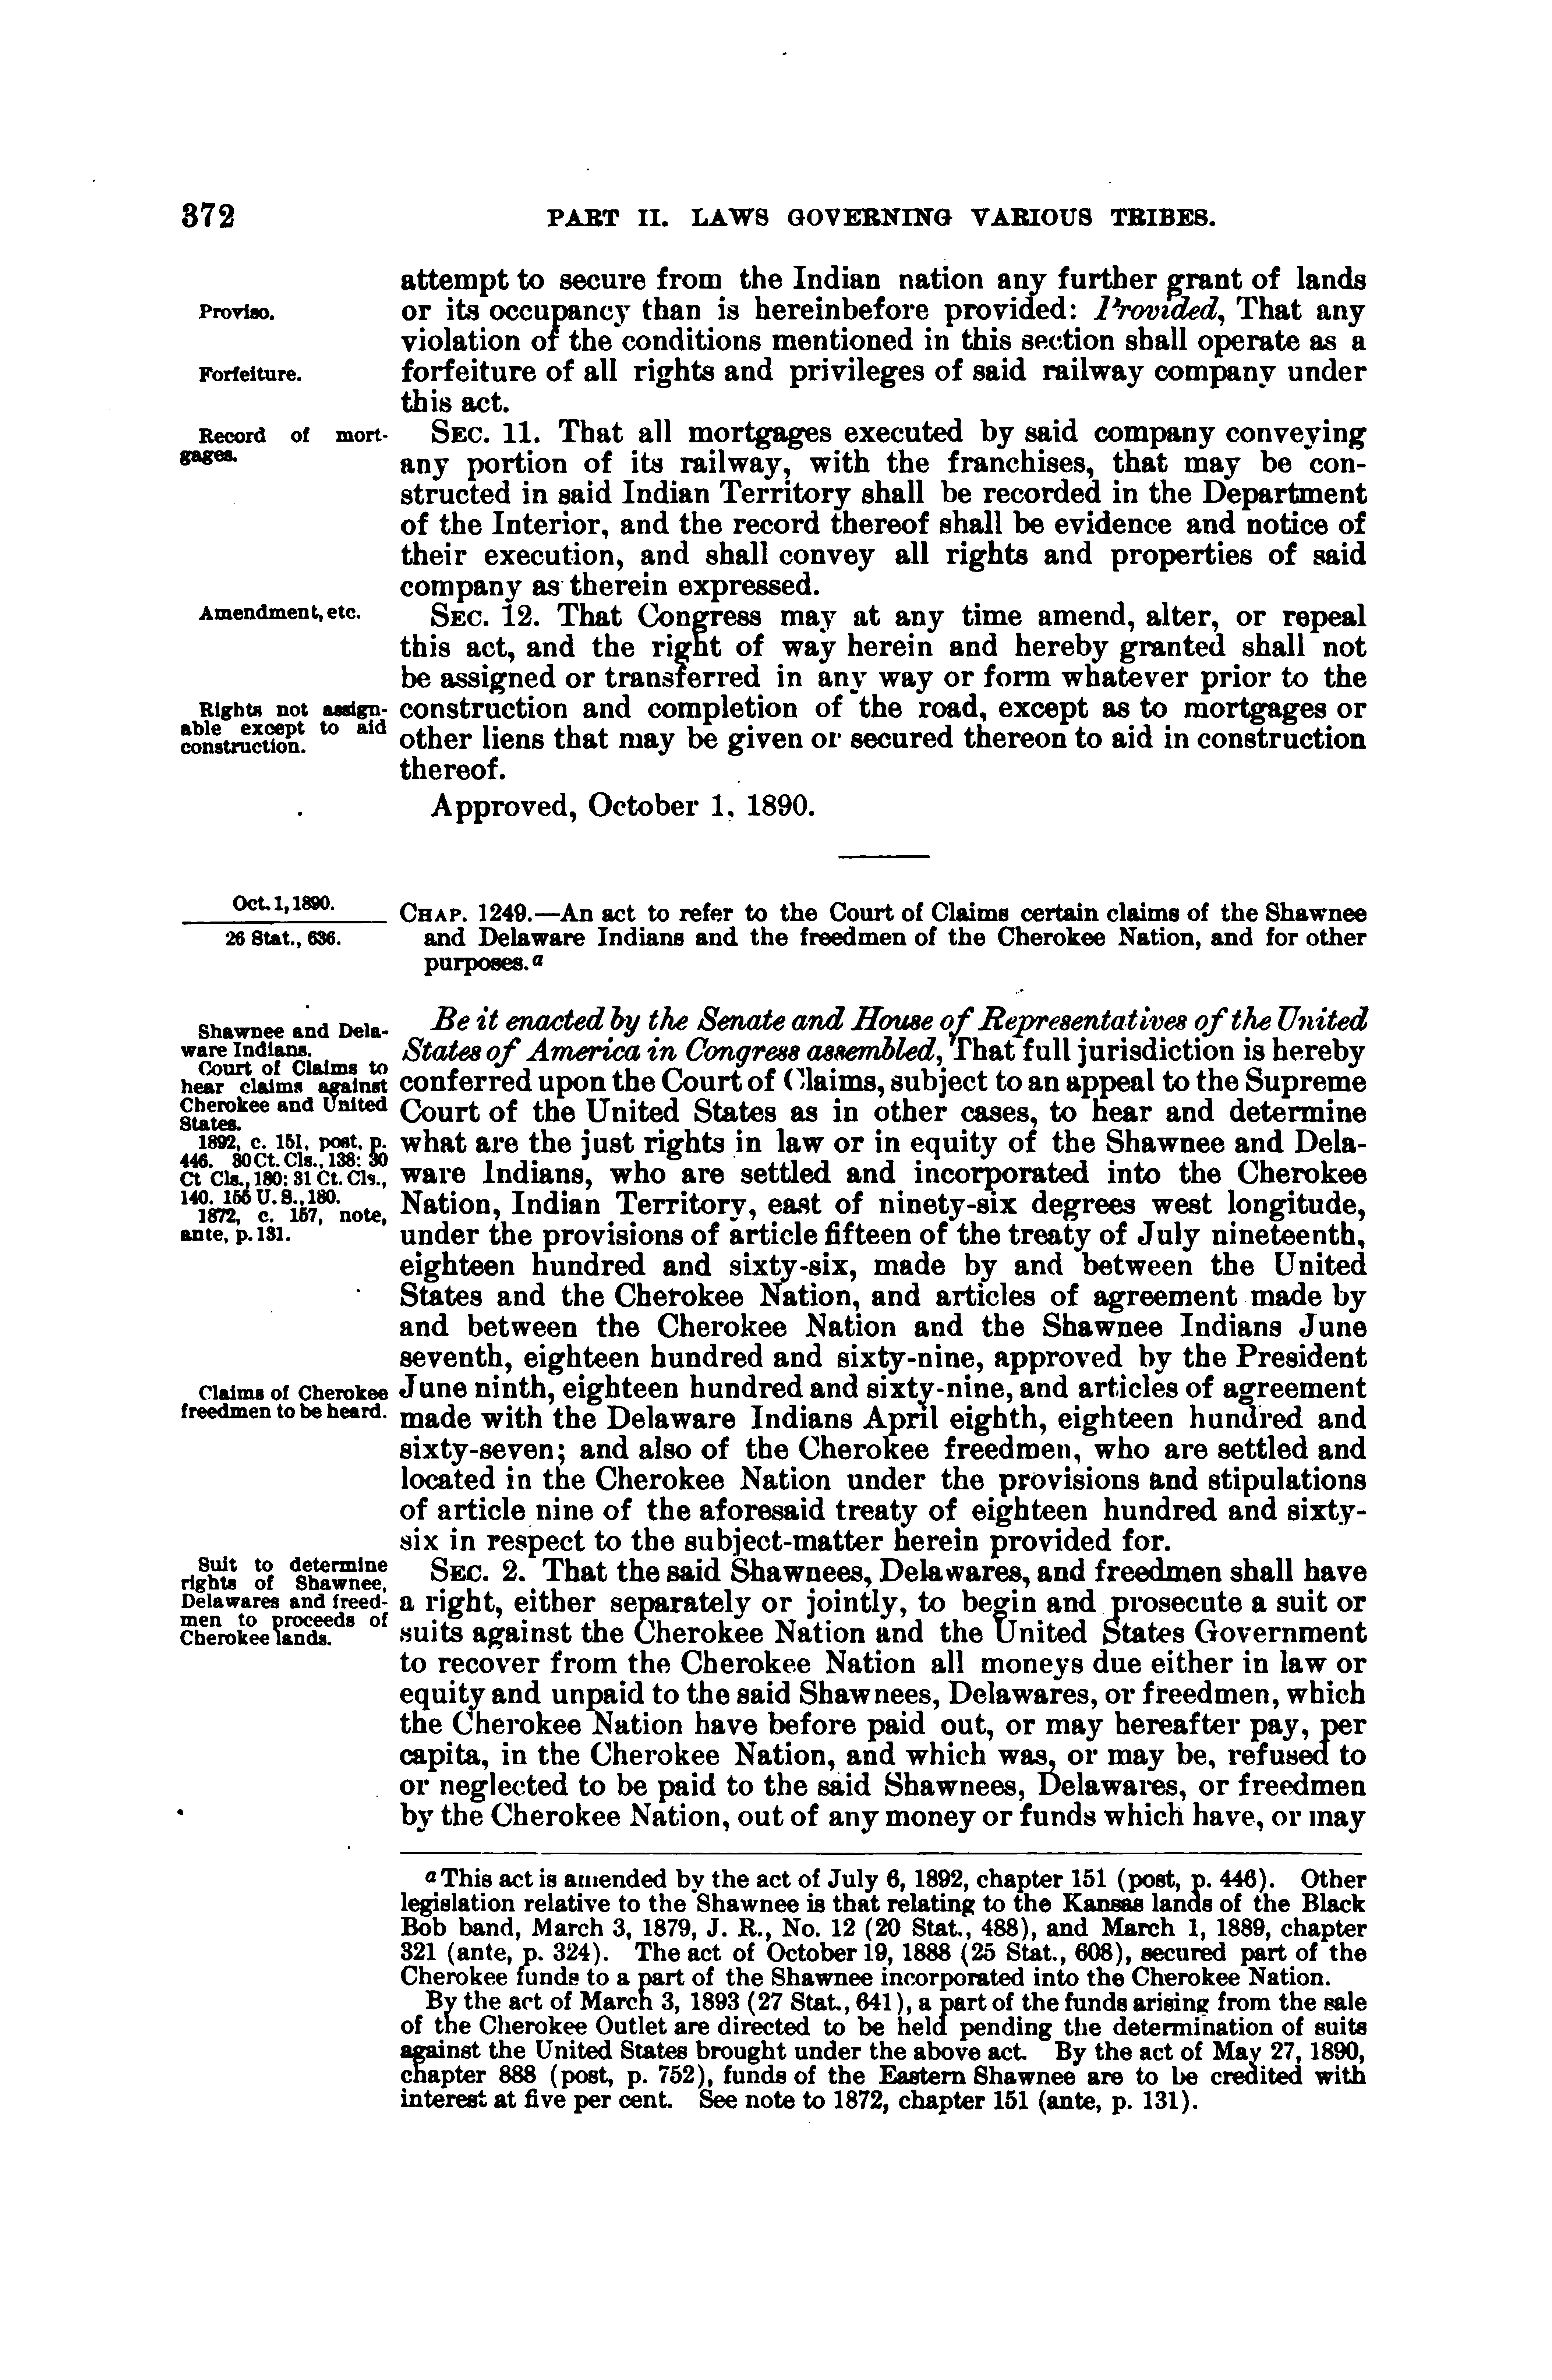 372
PART II. LAWS GOVERNING VARIOUS TRIBES.
attempt to secure from the Indian nation any further grant of lands
Proviso.
or its occupancy than is hereinbefore provided: Provided, That any
violation of the conditions mentioned in this section shall operate as a
Forfeiture.
forfeiture of all rights and privileges of said railway company under
this act.
Record of mort-
gages.
SEC. 11. That all mortgages executed by said company conveying
any portion of its railway, with the franchises, that may be con-
structed in said Indian Territory shall be recorded in the Department
of the Interior, and the record thereof shall be evidence and notice of
their execution, and shall convey all rights and properties of said
company as therein expressed.
Amendment, etc.
SEC. 12. That Congress may at any time amend, alter, or repeal
this act, and the right of way herein and hereby granted shall not
be assigned or transferred in any way or form whatever prior to the
Rights not assign-
able except to aid
construction.
construction and completion of the road, except as to mortgages or
other liens that may be given or secured thereon to aid in construction
thereof.
Approved, October 1, 1890.
Oct. 1, 1890.
26 Stat., 636.
CHAP. 1249.—An act to refer to the Court of Claims certain claims of the Shawnee
and Delaware Indians and the freedmen of the Cherokee Nation, and for other
purposes.a
Shawnee and Dela-
ware Indians.
Court of Claims to
hear claims against
Cherokee and United
States.
1892, c. 151, post, p.
446. 30 Ct. Cls., 138; 30
Ct Cls., 180; 31 Ct. Cls.,
140. 155 U. S., 180.
1872, c. 157, note,
ante, p. 131.
Be it enacted by the Senate and House of Representatives of the United
States of America in Congress assembled, That full jurisdiction is hereby
conferred upon the Court of Claims, subject to an appeal to the Supreme
Court of the United States as in other cases, to hear and determine
what are the just rights in law or in equity of the Shawnee and Dela-
ware Indians, who are settled and incorporated into the Cherokee
Nation, Indian Territory, east of ninety-six degrees west longitude,
under the provisions of article fifteen of the treaty of July nineteenth,
eighteen hundred and sixty-six, made by and between the United
States and the Cherokee Nation, and articles of agreement made by
and between the Cherokee Nation and the Shawnee Indians June
seventh, eighteen hundred and sixty-nine, approved by the President
Claims of Cherokee
freedmen to be heard.
June ninth, eighteen hundred and sixty-nine, and articles of agreement
made with the Delaware Indians April eighth, eighteen hundred and
sixty-seven; and also of the Cherokee freedmen, who are settled and
located in the Cherokee Nation under the provisions and stipulations
of article nine of the aforesaid treaty of eighteen hundred and sixty-
six in respect to the subject-matter herein provided for.
Suit to determine
rights of Shawnee,
Delawares and freed-
men to proceeds of
Cherokee lands.
SEC. 2. That the said Shawnees, Delawares, and freedmen shall have
a right, either separately or jointly, to begin and prosecute a suit or
suits against the Cherokee Nation and the United States Government
to recover from the Cherokee Nation all moneys due either in law or
equity and unpaid to the said Shawnees, Delawares, or freedmen, which
the Cherokee Nation have before paid out, or may hereafter pay, per
capita, in the Cherokee Nation, and which was, or may be, refused to
or neglected to be paid to the said Shawnees, Delawares, or freedmen
by the Cherokee Nation, out of any money or funds which have, or may
a This act is amended by the act of July 6, 1892, chapter 151 (post, p. 446). Other
legislation relative to the Shawnee is that relating to the Kansas lands of the Black
Bob band, March 3, 1879, J. R., No. 12 (20 Stat., 488), and March 1, 1889, chapter
321 (ante, p. 324). The act of October 19, 1888 (25 Stat., 608), secured part of the
Cherokee funds to a part of the Shawnee incorporated into the Cherokee Nation.
By the act of March 3, 1893 (27 Stat., 641), a part of the funds arising from the sale
of the Cherokee Outlet are directed to be held pending the determination of suits
against the United States brought under the above act. By the act of May 27, 1890,
chapter 888 (post, p. 752), funds of the Eastern Shawnee are to be credited with
interest at five per cent. See note to 1872, chapter 151 (ante, p. 131).